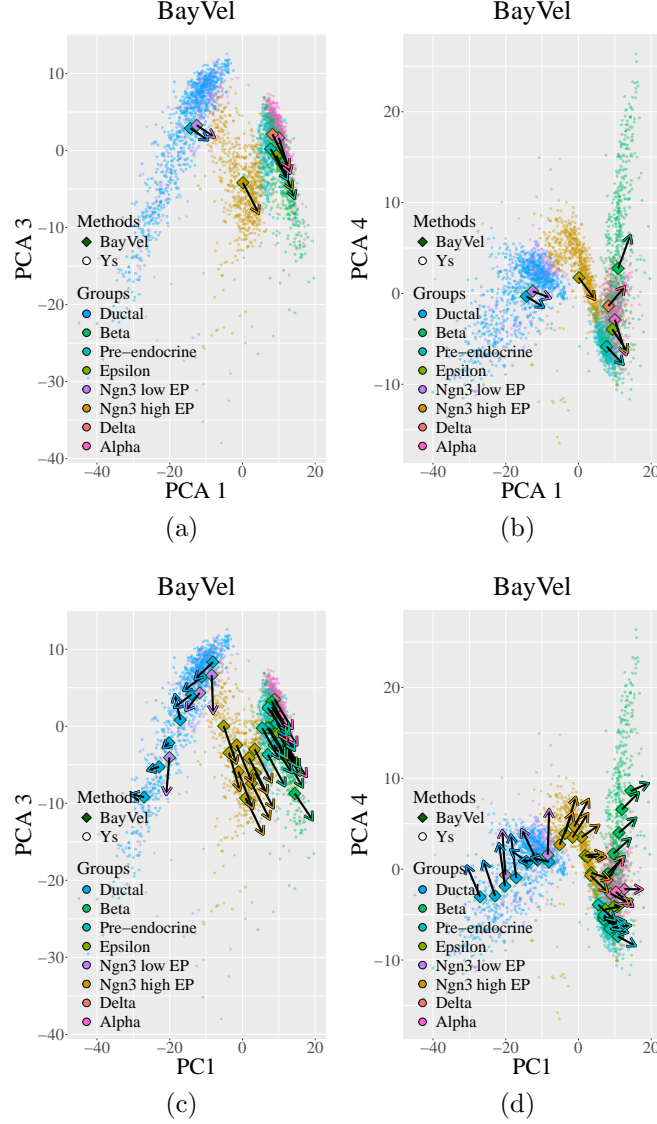 BayVel
BayVel
10
0
−10
−20
−30
−40
PCA 3
Methods
BayVel
Ys
Groups
Ductal
Beta
Pre−endocrine
Epsilon
Ngn3 low EP
Ngn3 high EP
Delta
Alpha
−40
−20
0
20
PCA 1
(a)
20
10
0
−10
PCA 4
Methods
BayVel
Ys
Groups
Ductal
Beta
Pre−endocrine
Epsilon
Ngn3 low EP
Ngn3 high EP
Delta
Alpha
−40
−20
0
20
PCA 1
(b)
BayVel
BayVel
10
0
−10
−20
−30
−40
PCA 3
Methods
BayVel
Ys
Groups
Ductal
Beta
Pre−endocrine
Epsilon
Ngn3 low EP
Ngn3 high EP
Delta
Alpha
−40
−20
0
20
PC1
(c)
20
10
0
−10
PCA 4
Methods
BayVel
Ys
Groups
Ductal
Beta
Pre−endocrine
Epsilon
Ngn3 low EP
Ngn3 high EP
Delta
Alpha
−40
−20
0
20
PC1
(d)